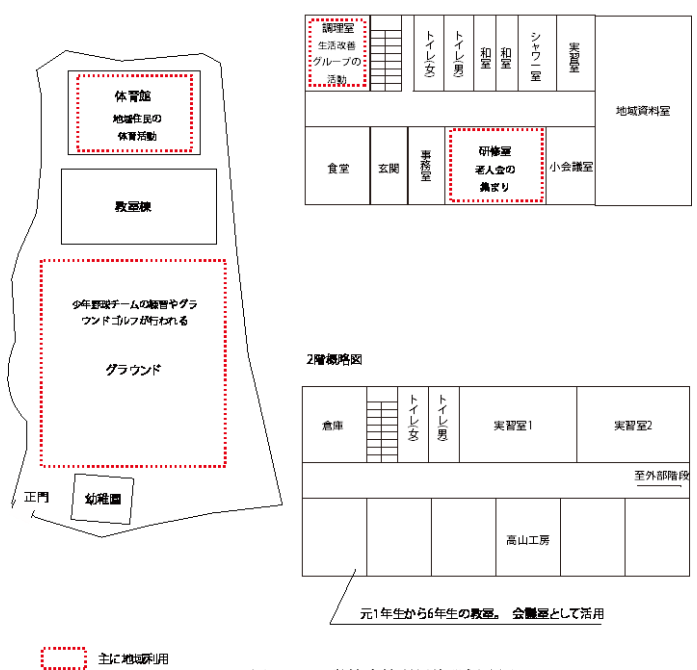 体育館
地域住民の
体育活動
教室棟
少年野球チームの練習やグラ
ウンドゴルフが行われる
グラウンド
正門
幼稚園
調理室
生活改善
グループの
活動
トイレ(女)
トイレ(男)
和室
和室
シャワー室
実習室
地域資料室
食堂
玄関
事務室
研修室
老人会の
集まり
小会議室
2階概略図
倉庫
トイレ(女)
トイレ(男)
実習室1
実習室2
至外部階段
高山工房
元1年生から6年生の教室。 会議室として活用
主に地域利用